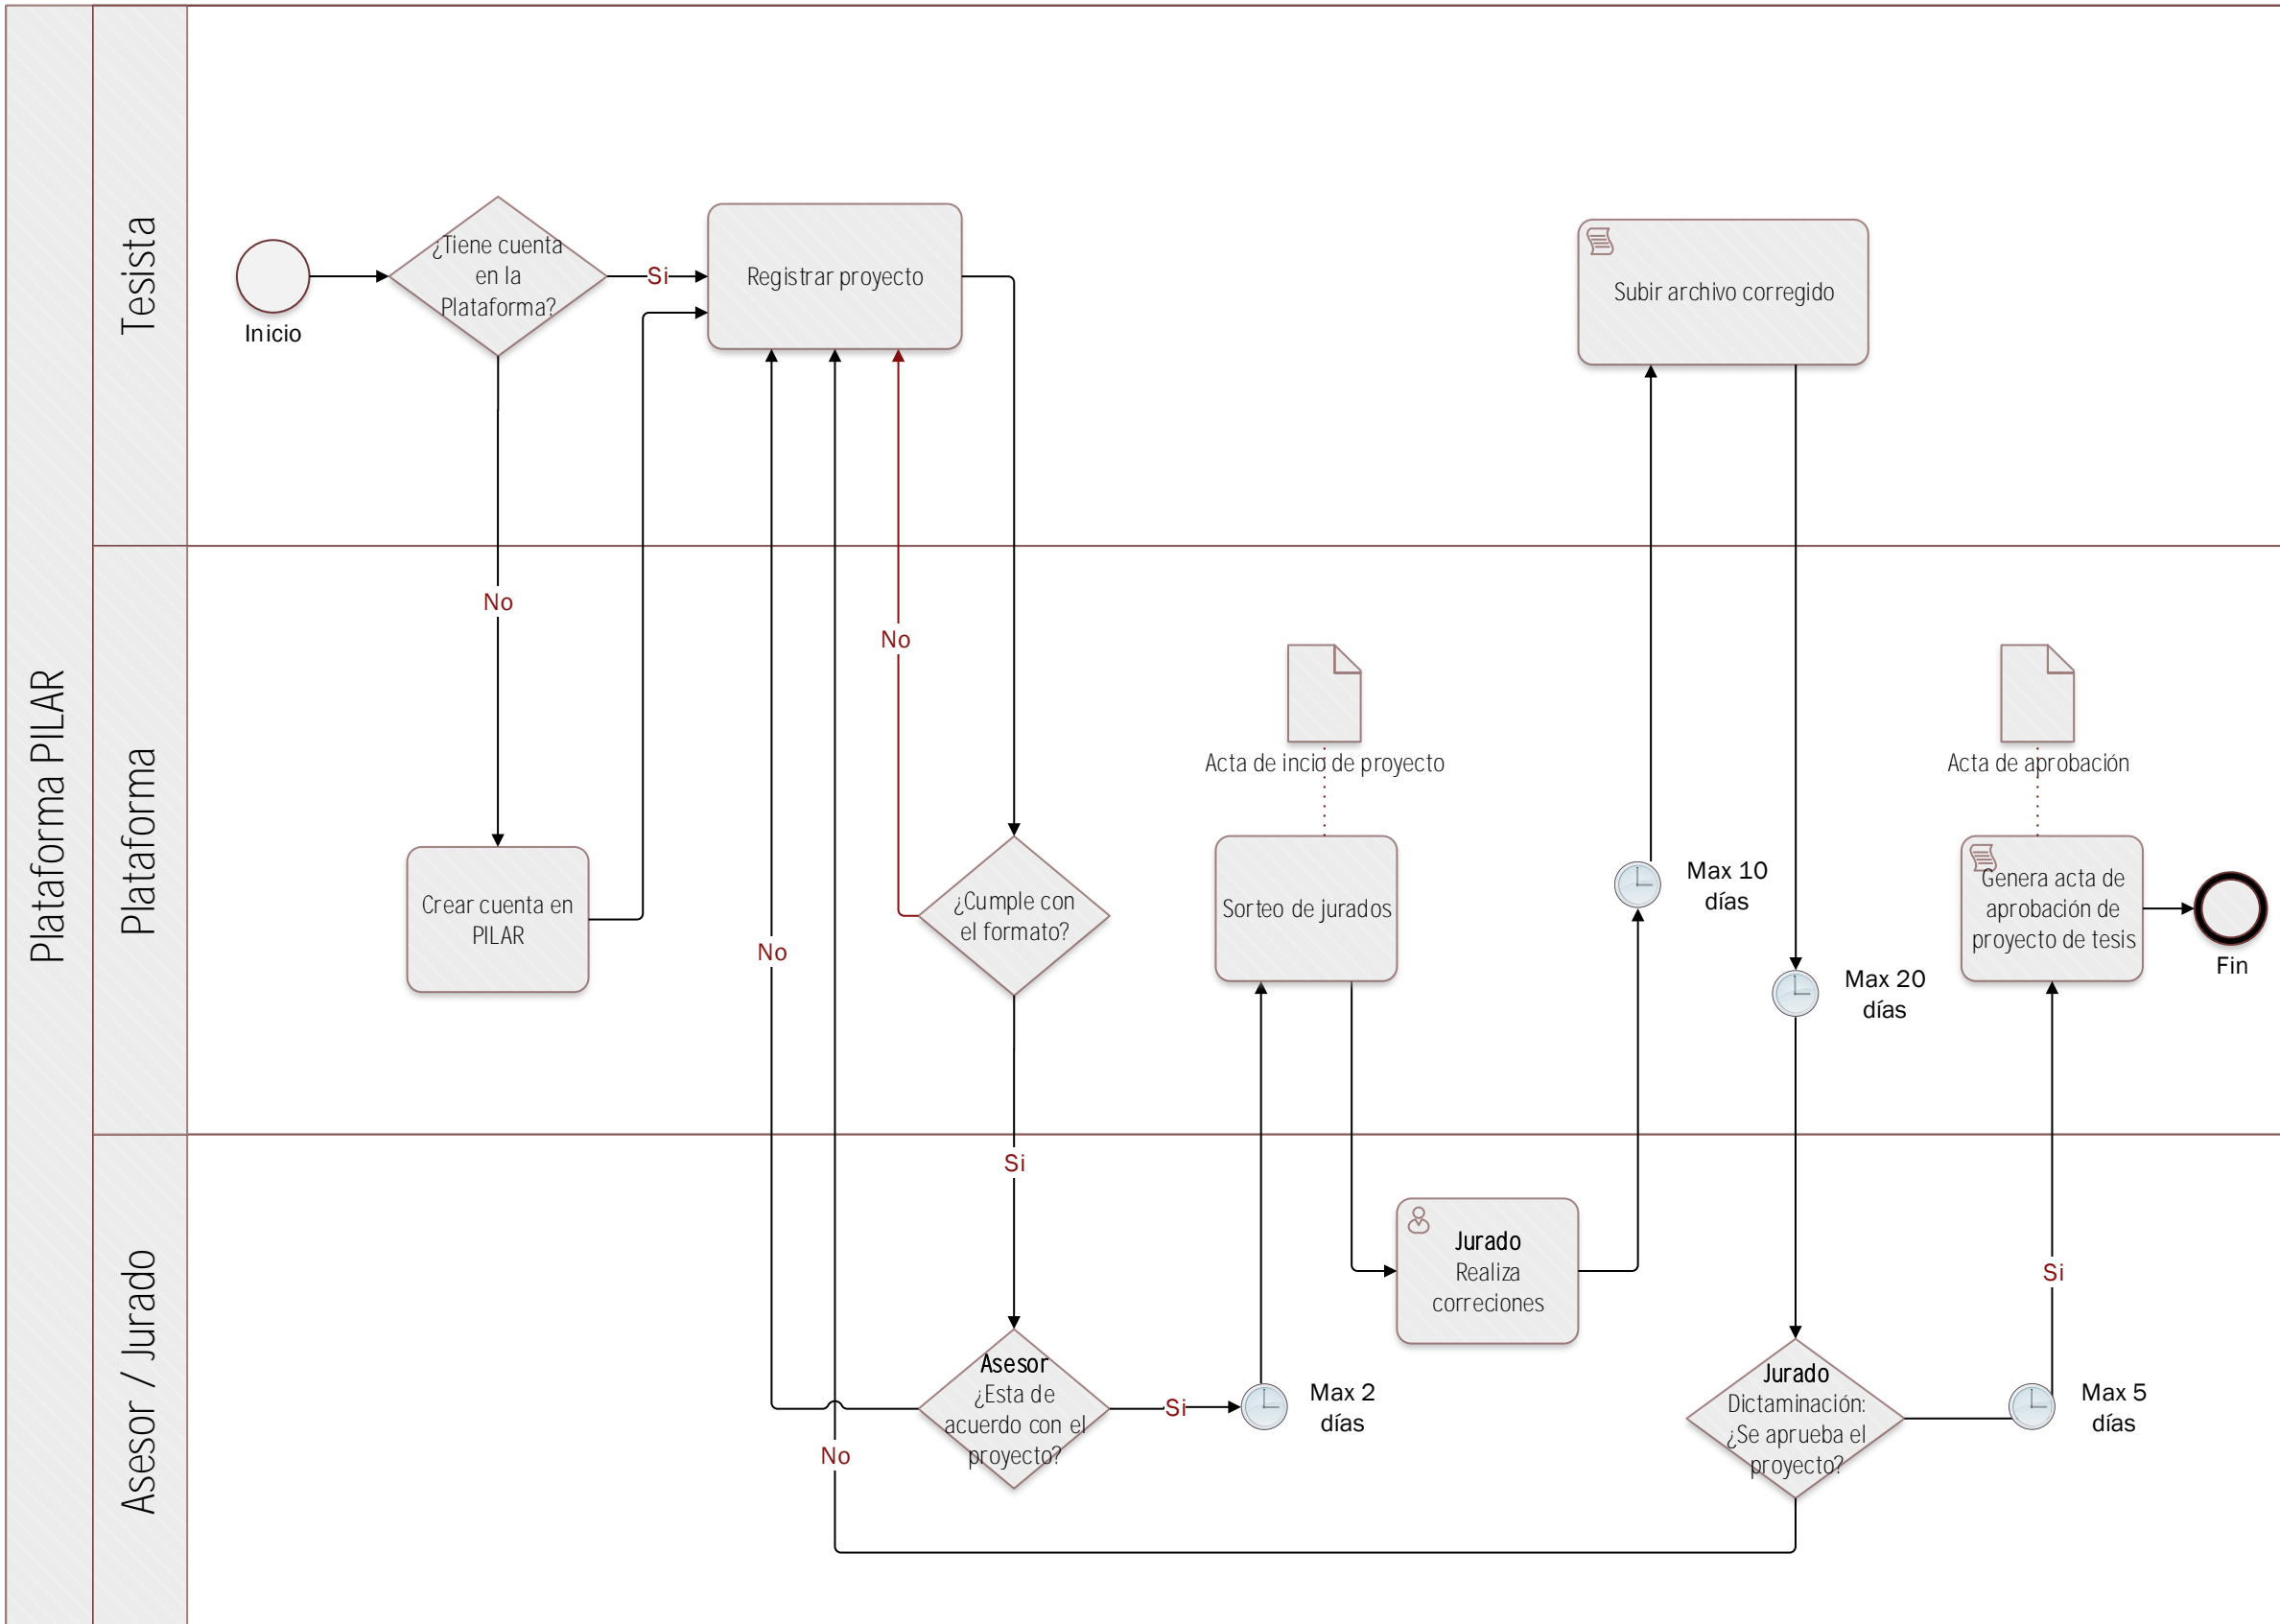 Plataforma PILAR
Tesista
Inicio
¿Tiene cuenta
en la
Plataforma?
Si
Registrar proyecto
Subir archivo corregido
Plataforma
No
No
No
Crear cuenta en
PILAR
¿Cumple con
el formato?
Acta de incio de proyecto
Sorteo de jurados
Max 10
días
Max 20
días
Acta de aprobación
Genera acta de
aprobación de
proyecto de tesis
Fin
Asesor / Jurado
Si
Asesor
¿Esta de
acuerdo con el
proyecto?
No
Si
Max 2
días
Jurado
Realiza
correciones
Jurado
Dictaminación:
¿Se aprueba el
proyecto?
Si
Max 5
días